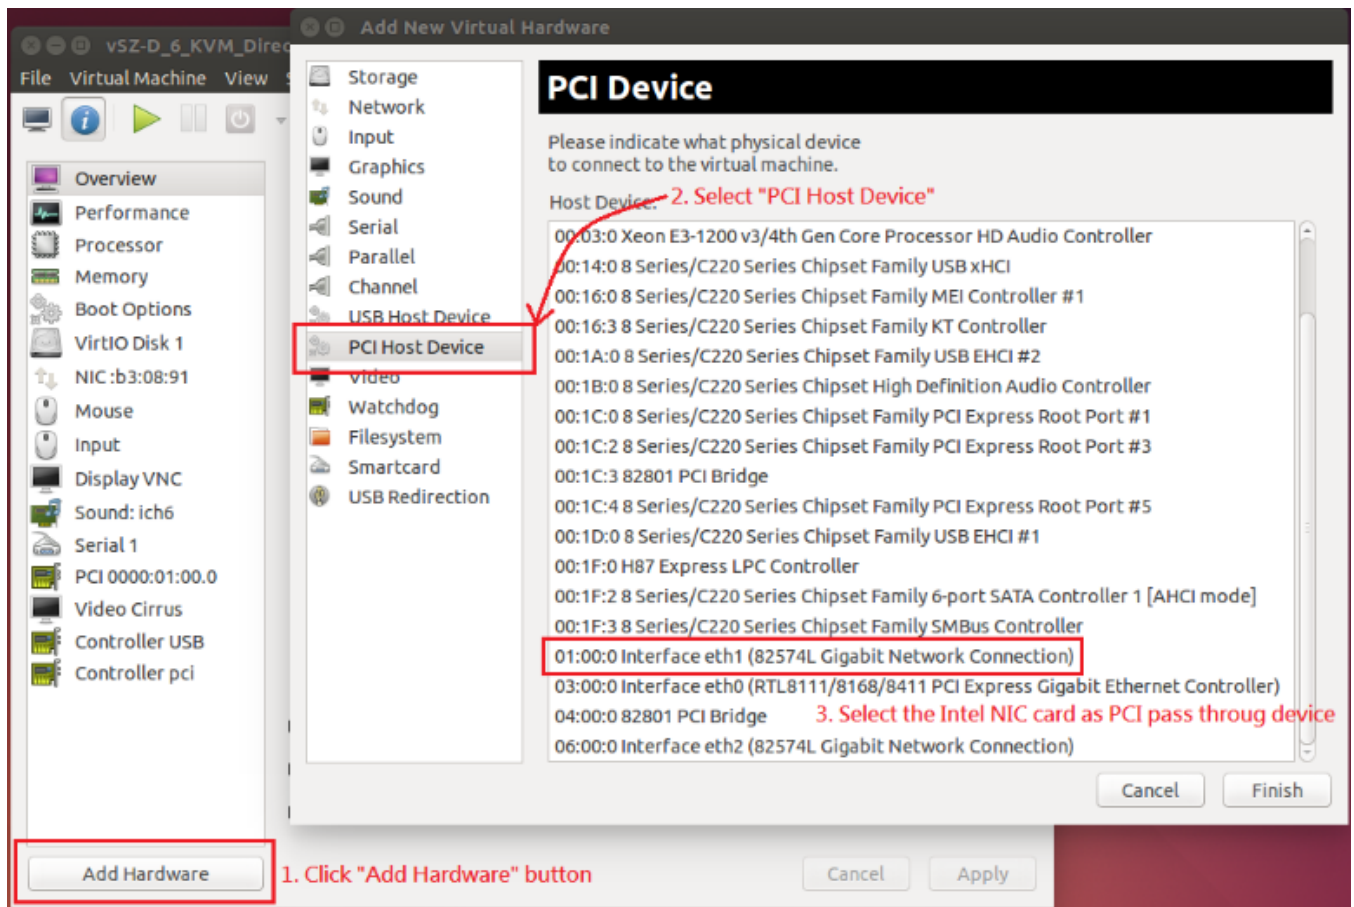 vSZ-D_6_KVM_Direc
File Virtual Machine View
Overview
Performance
Processor
Memory
Boot Options
VirtIO Disk 1
NIC :b3:08:91
Mouse
Input
Display VNC
Sound: ich6
Serial 1
PCI 0000:01:00.0
Video Cirrus
Controller USB
Controller pci
Add Hardware
1. Click "Add Hardware" button
Cancel
Apply
Add New Virtual Hardware
Storage
Network
Input
Graphics
Sound
Serial
Parallel
Channel
USB Host Device
PCI Host Device
Video
Watchdog
Filesystem
Smartcard
USB Redirection
PCI Device
Please indicate what physical device
to connect to the virtual machine.
Host Device:
2. Select "PCI Host Device"
00:03:0 Xeon E3-1200 v3/4th Gen Core Processor HD Audio Controller
00:14:0 8 Series/C220 Series Chipset Family USB xHCI
00:16:0 8 Series/C220 Series Chipset Family MEI Controller #1
00:16:3 8 Series/C220 Series Chipset Family KT Controller
00:1A:0 8 Series/C220 Series Chipset Family USB EHCI #2
00:1B:0 8 Series/C220 Series Chipset High Definition Audio Controller
00:1C:0 8 Series/C220 Series Chipset Family PCI Express Root Port #1
00:1C:2 8 Series/C220 Series Chipset Family PCI Express Root Port #3
00:1C:3 82801 PCI Bridge
00:1C:4 8 Series/C220 Series Chipset Family PCI Express Root Port #5
00:1D:0 8 Series/C220 Series Chipset Family USB EHCI #1
00:1F:0 H87 Express LPC Controller
00:1F:2 8 Series/C220 Series Chipset Family 6-port SATA Controller 1 [AHCI mode]
00:1F:3 8 Series/C220 Series Chipset Family SMBus Controller
01:00:0 Interface eth1 (82574L Gigabit Network Connection)
03:00:0 Interface eth0 (RTL8111/8168/8411 PCI Express Gigabit Ethernet Controller)
04:00:0 82801 PCI Bridge
3. Select the Intel NIC card as PCI pass throug device
06:00:0 Interface eth2 (82574L Gigabit Network Connection)
Cancel
Finish